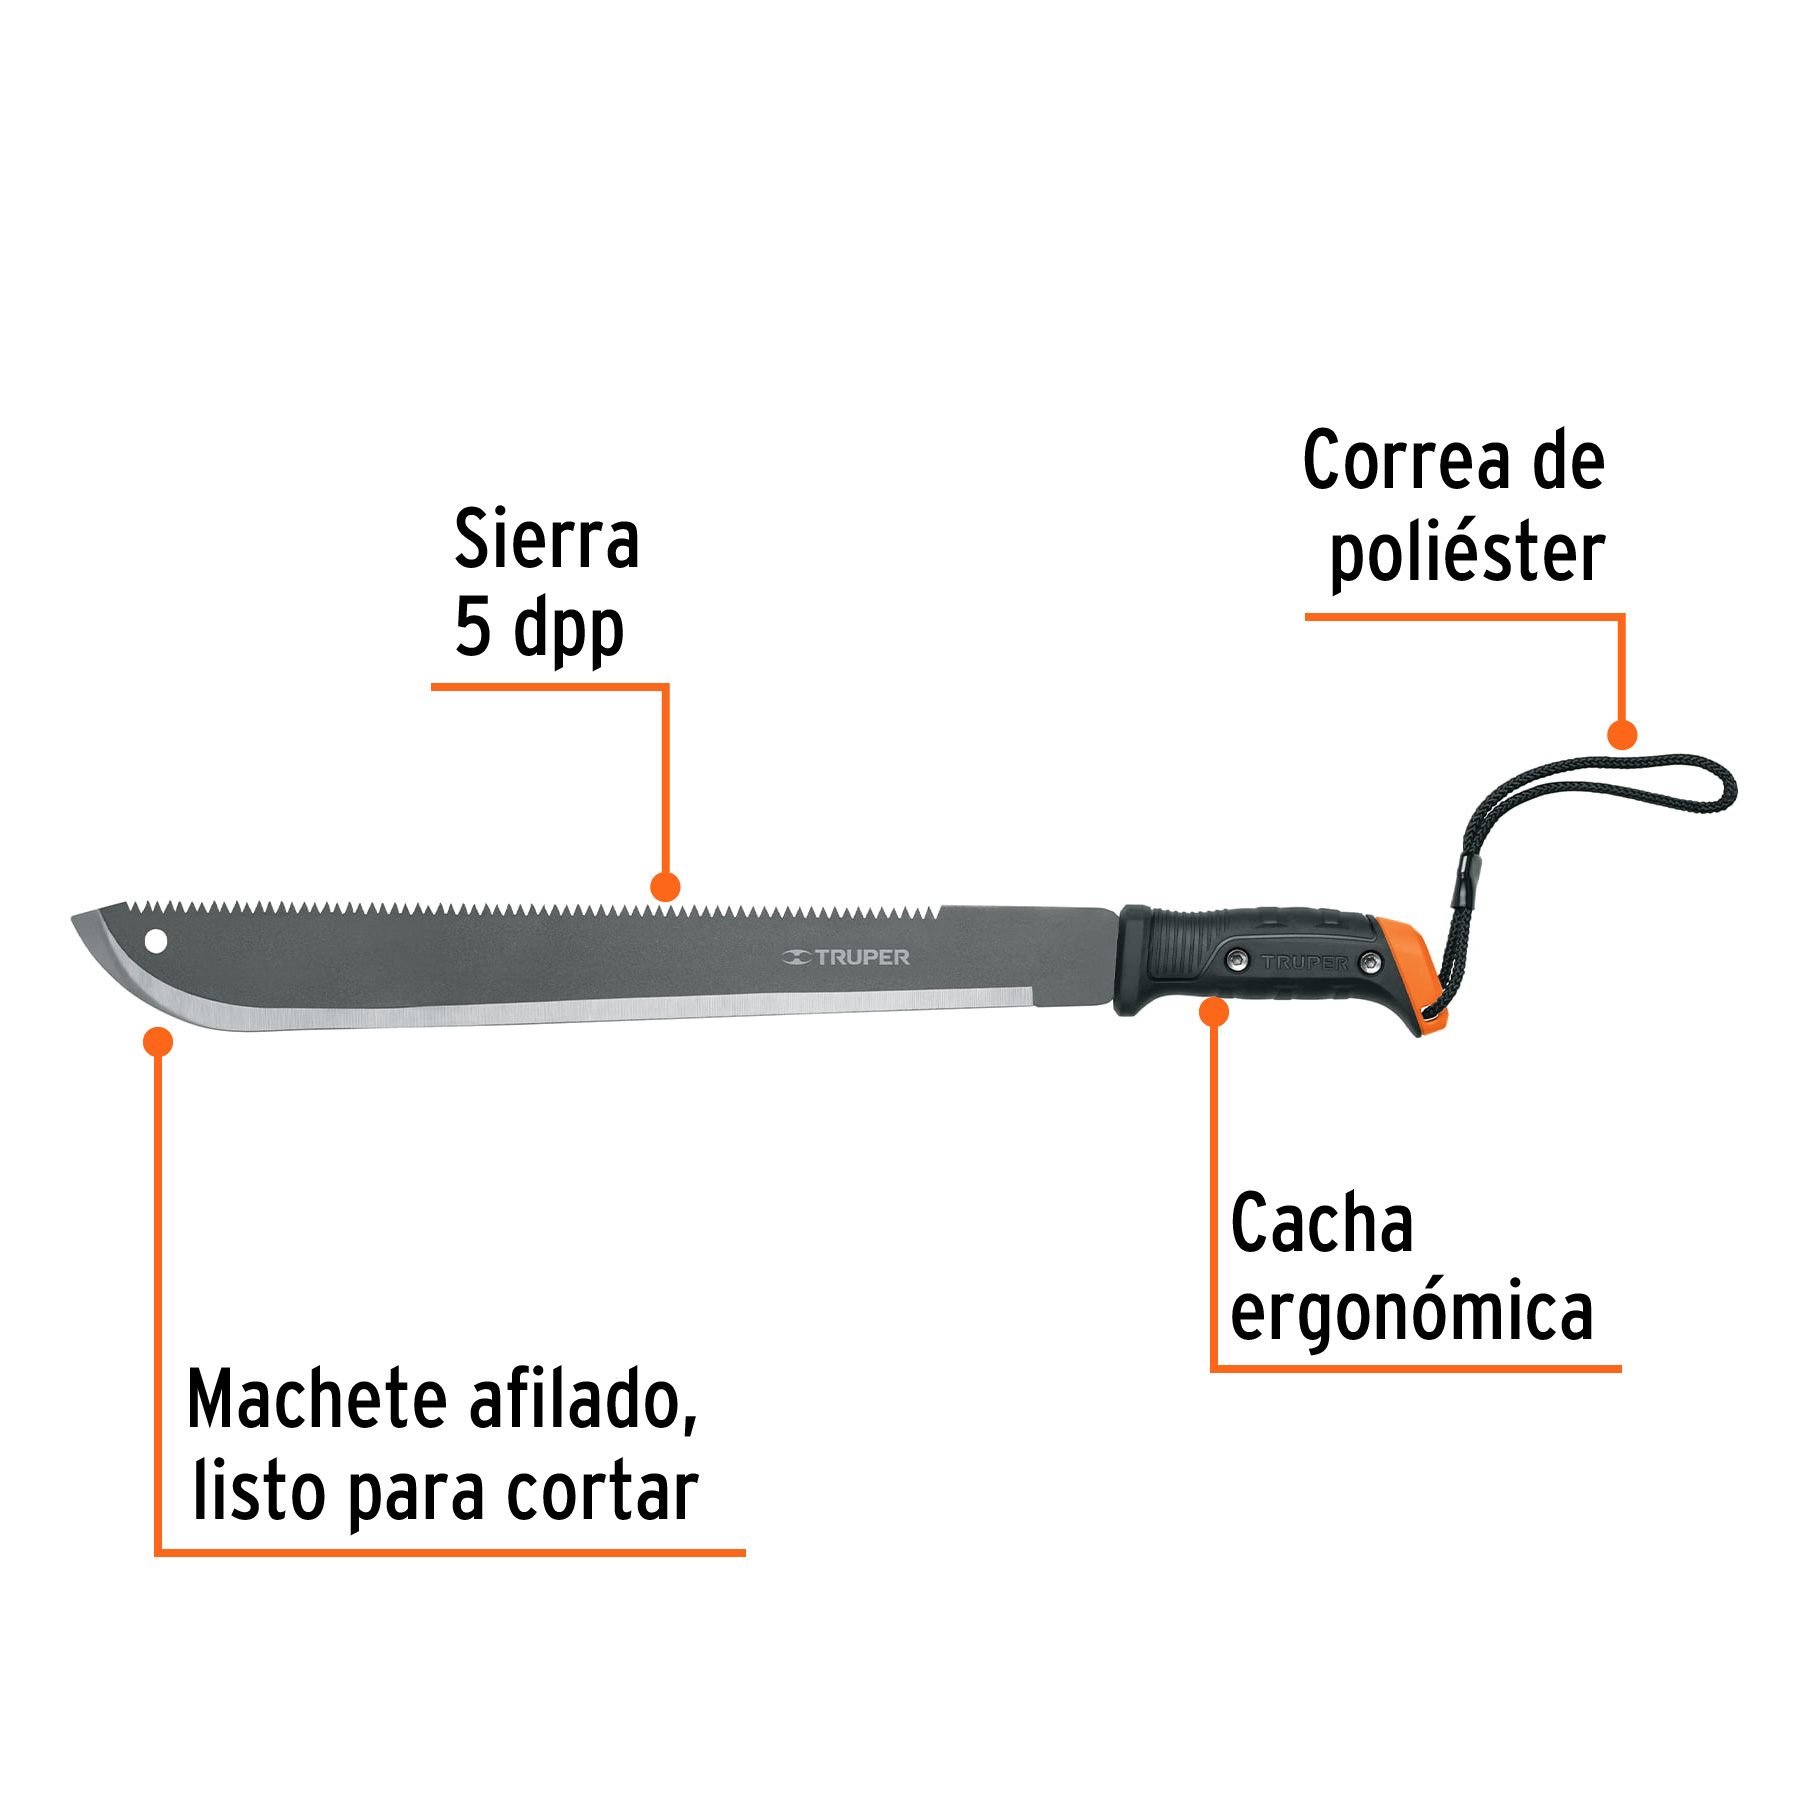 Correa de
poliéster
Sierra
5 dpp
TRUPER
TRUPER
Cacha
ergonómica
Machete afilado,
listo para cortar